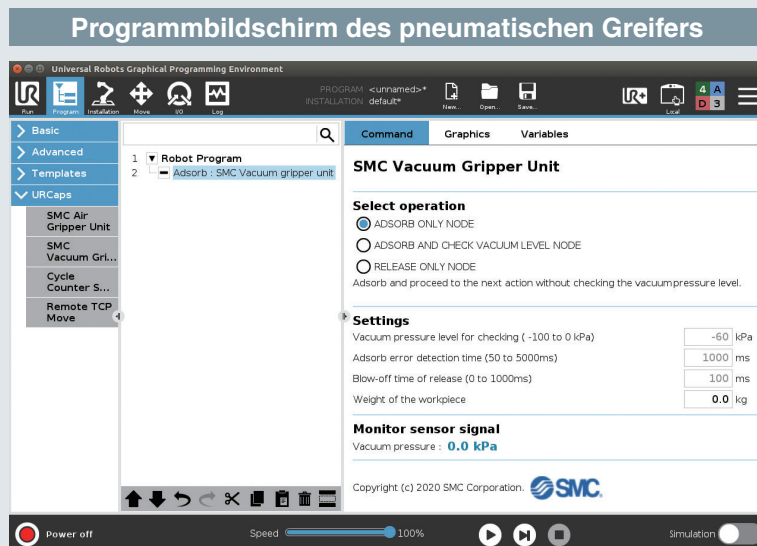 Programmbildschirm des pneumatischen Greifers
Universal Robots Graphical Programming Environment
UR
Run
Program
Installation
Move
I/O
Log
PROGRAM <unnamed>*
INSTALLATION default*
New...
Open...
Save...
UR+
Local
4 A
D 3
Basic
Advanced
Templates
URCaps
SMC Air
Gripper Unit
SMC
Vacuum Gri...
Cycle
Counter S...
Remote TCP
Move
1 Robot Program
2 Adsorb : SMC Vacuum gripper unit
Command Graphics Variables
SMC Vacuum Gripper Unit
Select operation
ADSORB ONLY NODE
ADSORB AND CHECK VACUUM LEVEL NODE
RELEASE ONLY NODE
Adsorb and proceed to the next action without checking the vacuumpressure level.
Settings
Vacuum pressure level for checking ( -100 to 0 kPa) -60 kPa
Adsorb error detection time (50 to 5000ms) 1000 ms
Blow-off time of release (0 to 1000ms) 100 ms
Weight of the workpiece 0.0 kg
Monitor sensor signal
Vacuum pressure : 0.0 kPa
Copyright (c) 2020 SMC Corporation. SMC.
Power off
Speed 100%
Simulation